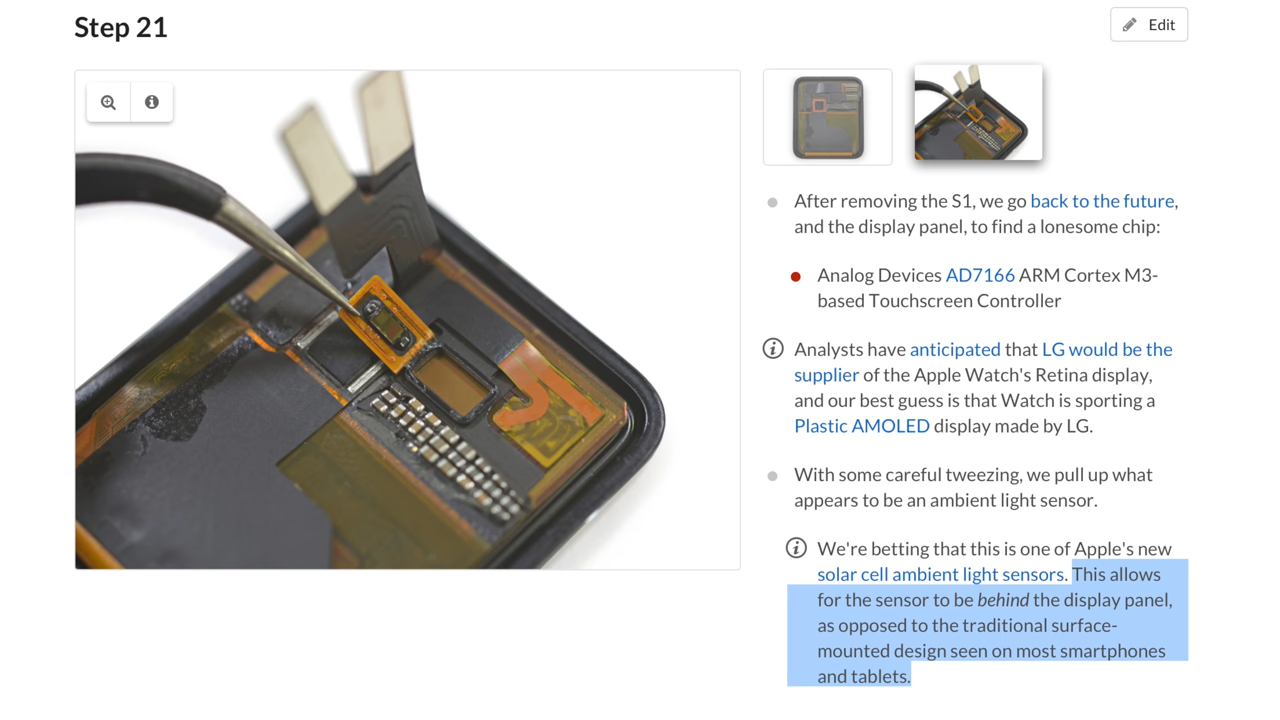 Step 21
Edit
After removing the S1, we go back to the future,
and the display panel, to find a lonesome chip:
Analog Devices AD7166 ARM Cortex M3-
based Touchscreen Controller
Analysts have anticipated that LG would be the
supplier of the Apple Watch's Retina display,
and our best guess is that Watch is sporting a
Plastic AMOLED display made by LG.
With some careful tweezing, we pull up what
appears to be an ambient light sensor.
We're betting that this is one of Apple's new
solar cell ambient light sensors. This allows
for the sensor to be behind the display panel,
as opposed to the traditional surface-
mounted design seen on most smartphones
and tablets.